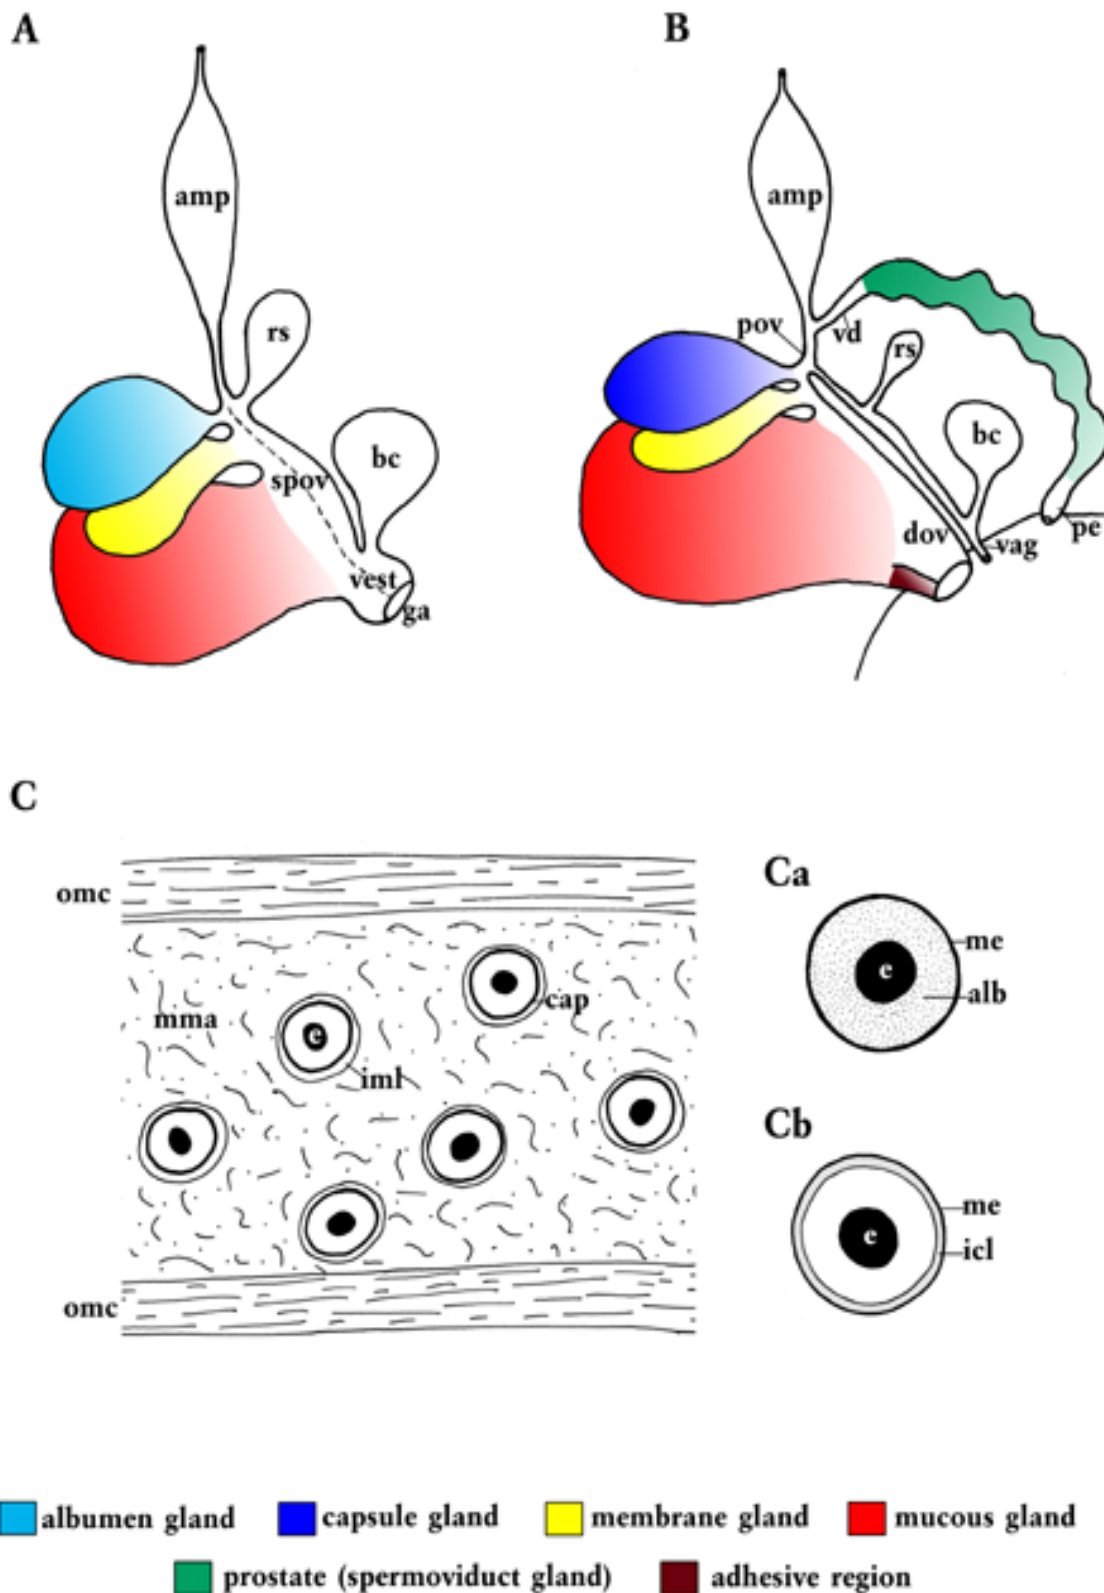 A
B
amp
amp
rs
pov
vd
rs
bc
bc
spov
dov
vag
pe
vest
ga
C
omc
Ca
me
e
alb
cap
mma
e
iml
Cb
me
e
icl
omc
albumen gland capsule gland membrane gland mucous gland
prostate (spermoviduct gland) adhesive region